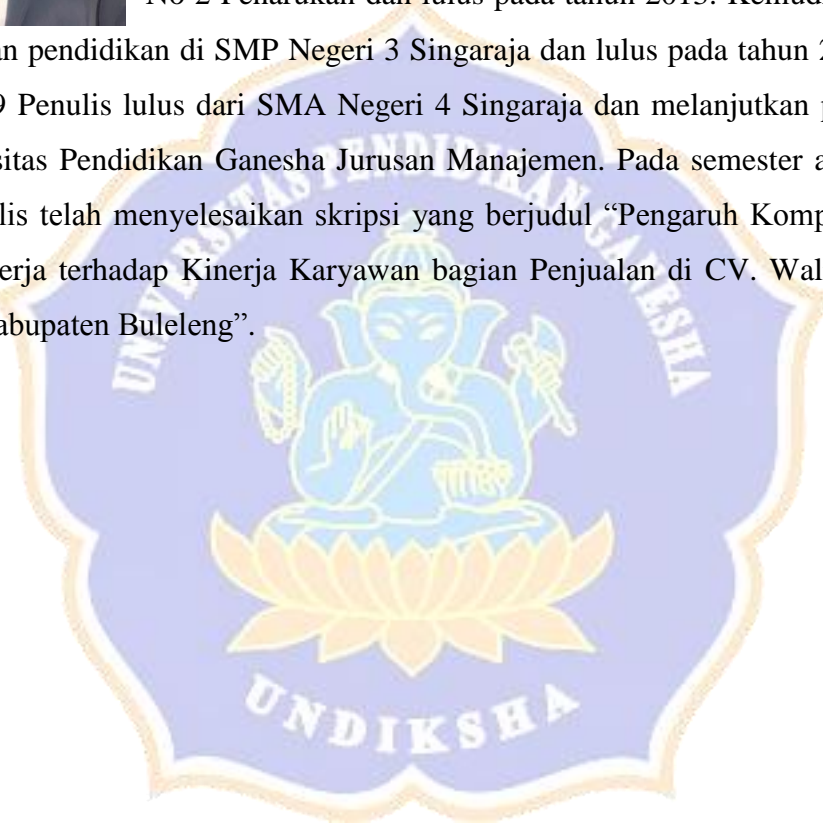 No 2 Penarukan dan lulus pada tahun 2013.
an pendidikan di SMP Negeri 3 Singaraja dan lulus pada tahun 2
9 Penulis lulus dari SMA Negeri 4 Singaraja dan melanjutkan p
sitas Pendidikan Ganesha Jurusan Manajemen. Pada semester a
lis telah menyelesaikan skripsi yang berjudul “Pengaruh Komp
erja terhadap Kinerja Karyawan bagian Penjualan di CV. Wal
abupaten Buleleng”.
UNIVERSITAS PENDIDIKAN GANESHA
UNDIKSHA